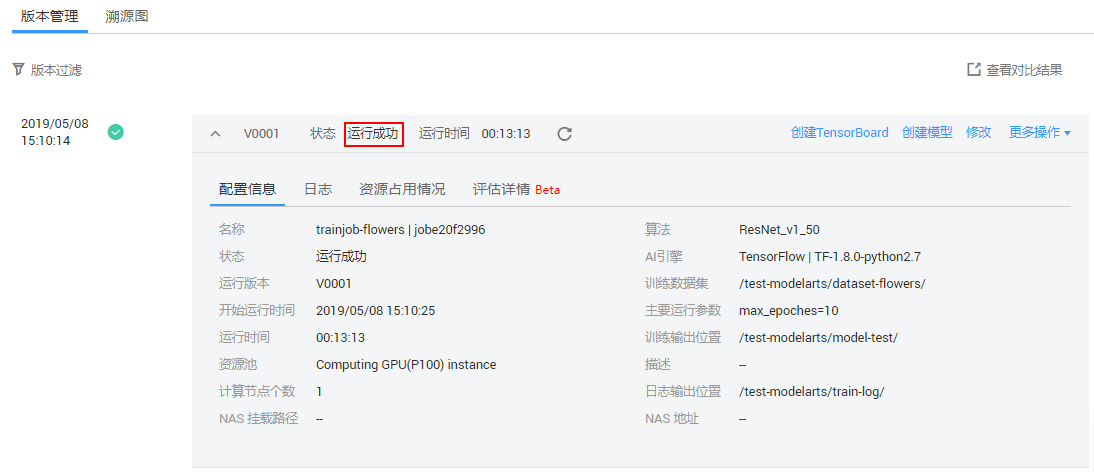 版本管理 溯源图
版本过滤 查看对比结果
2019/05/08
15:10:14
V0001 状态 运行成功 运行时间 00:13:13 创建TensorBoard 创建模型 修改 更多操作
配置信息 日志 资源占用情况 评估详情 Beta
名称 trainjob-flowers | jobe20f2996 算法 ResNet_v1_50
状态 运行成功 AI引擎 TensorFlow | TF-1.8.0-python2.7
运行版本 V0001 训练数据集 /test-modelarts/dataset-flowers/
开始运行时间 2019/05/08 15:10:25 主要运行参数 max_epoches=10
运行时间 00:13:13 训练输出位置 /test-modelarts/model-test/
资源池 Computing GPU(P100) instance 描述 --
计算节点个数 1 日志输出位置 /test-modelarts/train-log/
NAS 挂载路径 -- NAS 地址 --